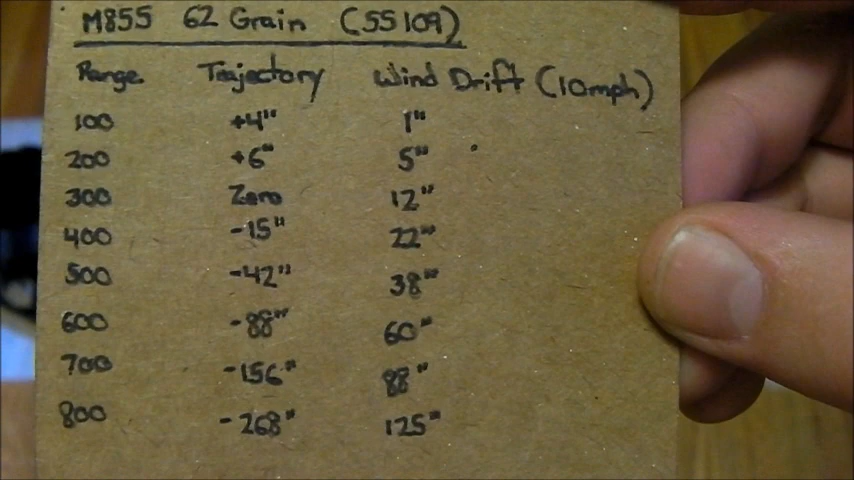 M855 62 Grain (SS109)
Range Trajectory Wind Drift (10mph)
100 +4" 1"
200 +6" 5"
300 Zero 12"
400 -15" 22"
500 -42" 38"
600 -88" 60"
700 -156" 88"
800 -268" 125"